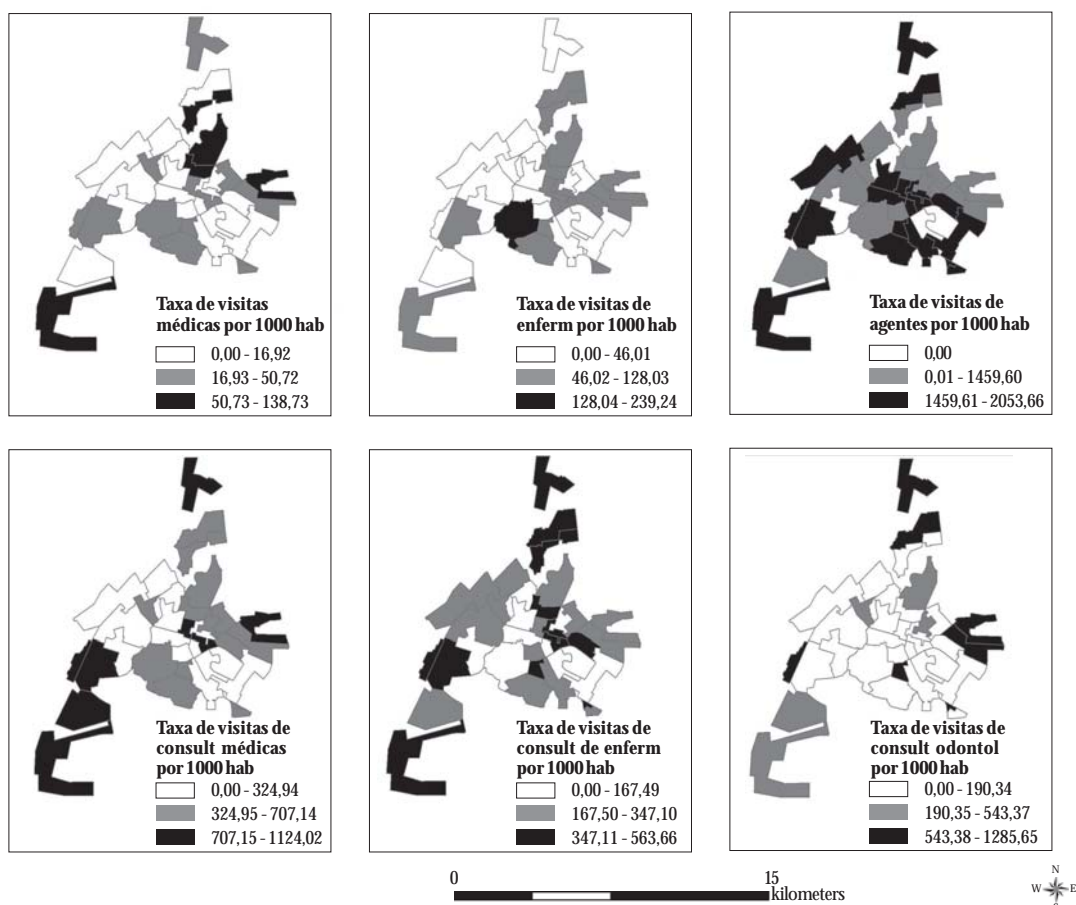 Taxa de visitas
médicas por 1000 hab
0,00 - 16,92
16,93 - 50,72
50,73 - 138,73
Taxa de visitas de
enferm por 1000 hab
0,00 - 46,01
46,02 - 128,03
128,04 - 239,24
Taxa de visitas de
agentes por 1000 hab
0,00
0,01 - 1459,60
1459,61 - 2053,66
Taxa de visitas de
consult médicas
por 1000 hab
0,00 - 324,94
324,95 - 707,14
707,15 - 1124,02
Taxa de visitas de
consult de enferm
por 1000 hab
0,00 - 167,49
167,50 - 347,10
347,11 - 563,66
Taxa de visitas de
consult odontol
por 1000 hab
0,00 - 190,34
190,35 - 543,37
543,38 - 1285,65
0 15
kilometers
N
W E
S